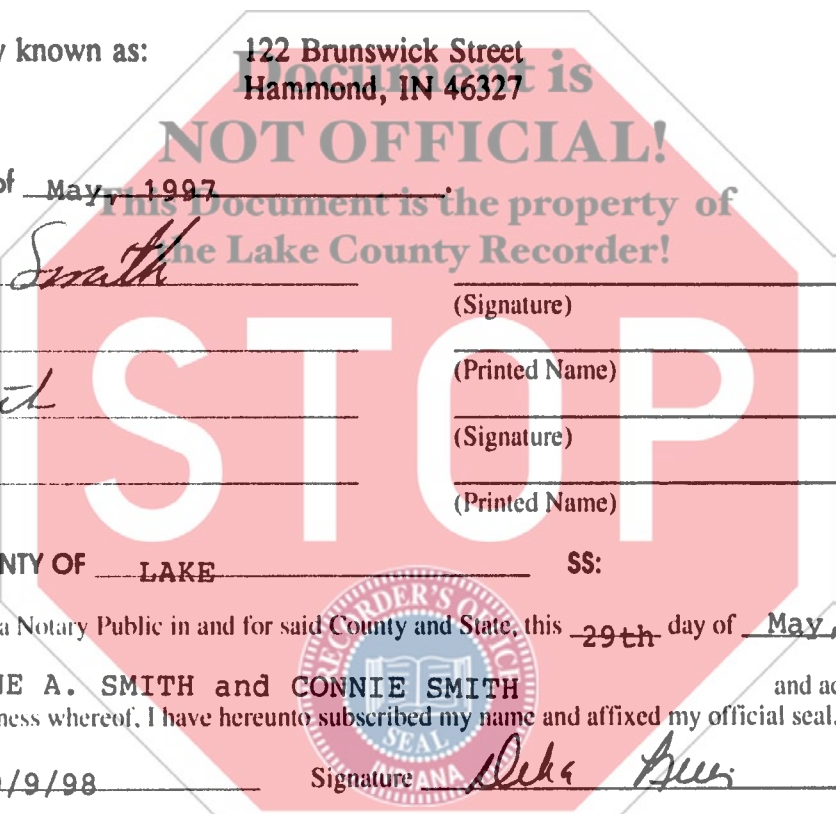 y known as: 122 Brunswick Street
Hammond, IN 46327
Document is
NOT OFFICIAL!
of May, 1997.
This Document is the property of
the Lake County Recorder!
Smith
(Signature)
(Printed Name)
(Signature)
(Printed Name)
STOP
NTY OF LAKE SS:
a Notary Public in and for said County and State, this 29th day of May,
JE A. SMITH and CONNIE SMITH and ac
ness whereof, I have hereunto subscribed my name and affixed my official seal.
/9/98 Signature
RECORDER'S OFFICE
SEAL
INDIANA